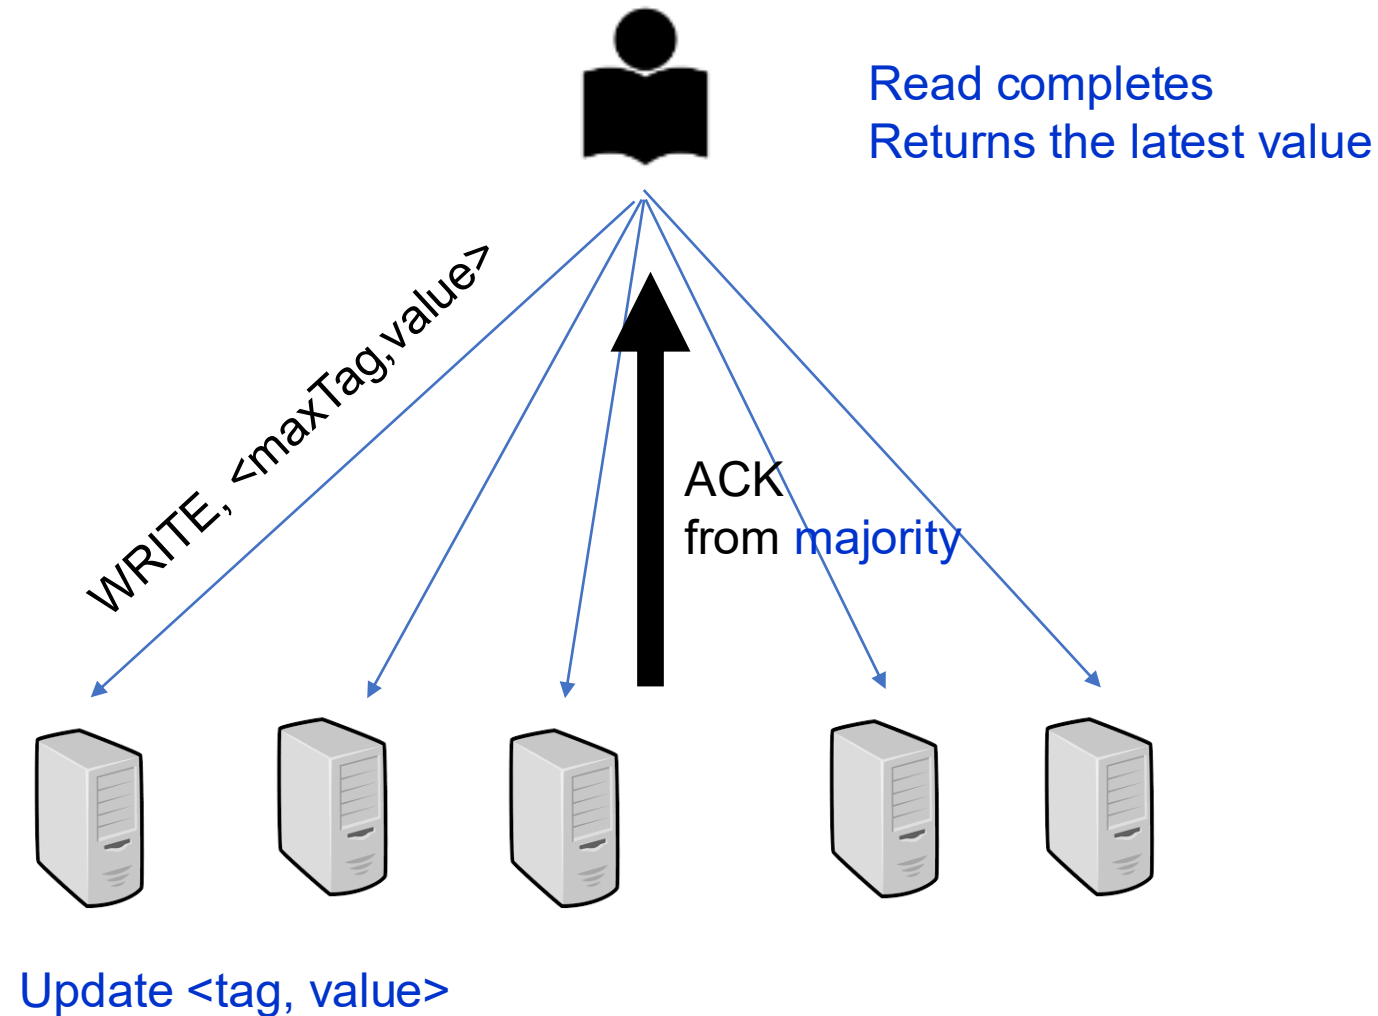 Read completes
Returns the latest value
WRITE, <maxTag,value>
ACK
from majority
Update <tag, value>